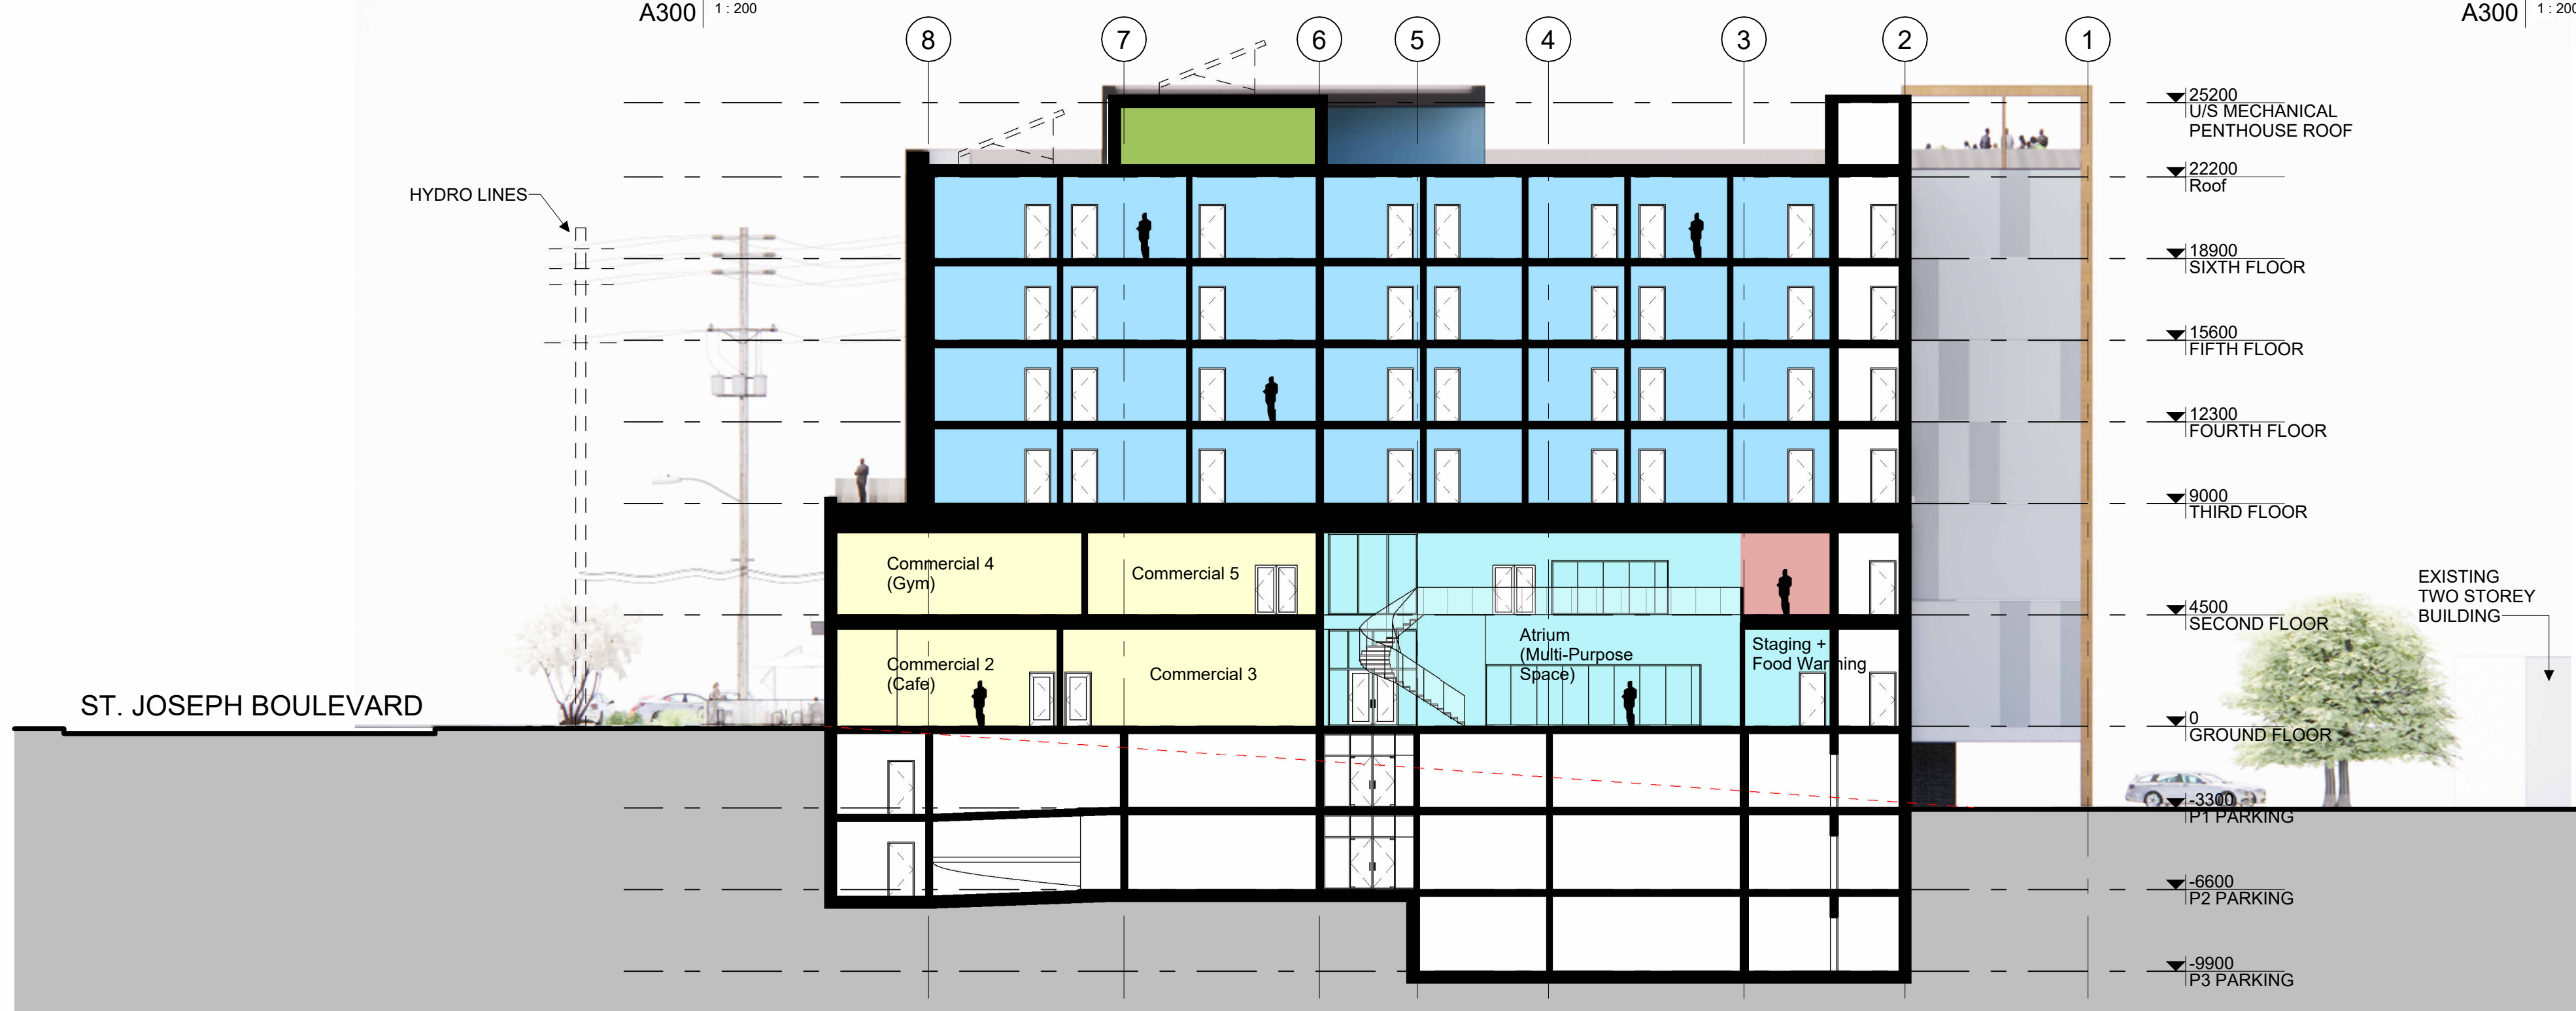 A300
1 : 200
A300
1 : 200
8
7
6
5
4
3
2
1
25200
U/S MECHANICAL
PENTHOUSE ROOF
22200
Roof
HYDRO LINES
18900
SIXTH FLOOR
15600
FIFTH FLOOR
12300
FOURTH FLOOR
9000
THIRD FLOOR
Commercial 4
(Gym)
Commercial 5
EXISTING
TWO STOREY
BUILDING
4500
SECOND FLOOR
Commercial 2
(Cafe)
Commercial 3
Atrium
(Multi-Purpose
Space)
Staging +
Food Warming
ST. JOSEPH BOULEVARD
0
GROUND FLOOR
-3300
P1 PARKING
-6600
P2 PARKING
-9900
P3 PARKING